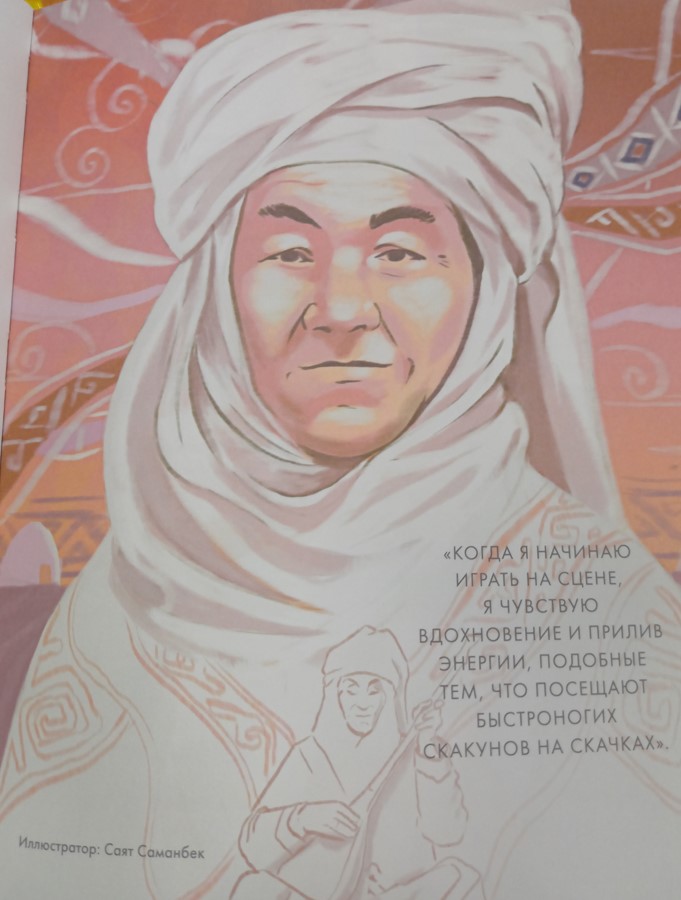 «КОГДА Я НАЧИНАЮ
ИГРАТЬ НА СЦЕНЕ,
Я ЧУВСТВУЮ
ВДОХНОВЕНИЕ И ПРИЛИВ
ЭНЕРГИИ, ПОДОБНЫЕ
ТЕМ, ЧТО ПОСЕЩАЮТ
БЫСТРОНОГИХ
СКАКУНОВ НА СКАЧКАХ».
Иллюстратор: Саят Саманбек